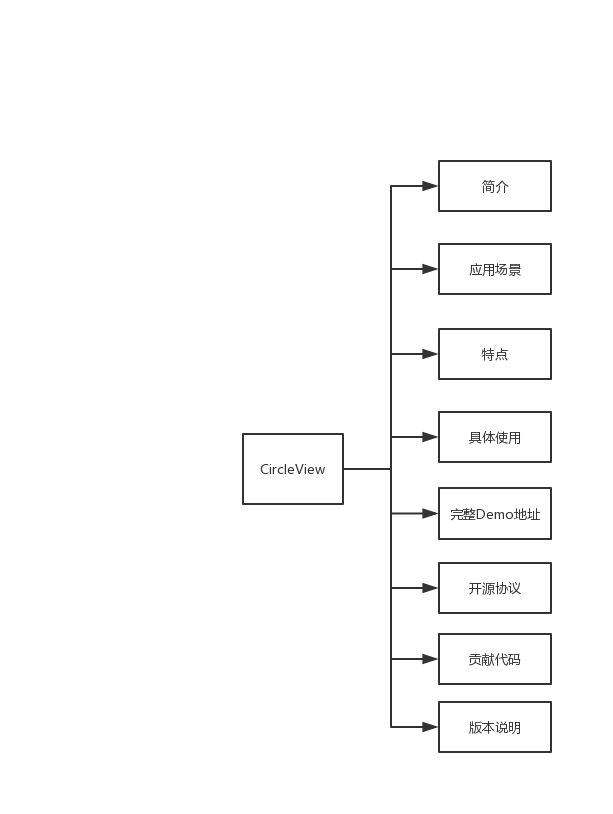 简介
应用场景
特点
具体使用
CircleView
完整Demo地址
开源协议
贡献代码
版本说明